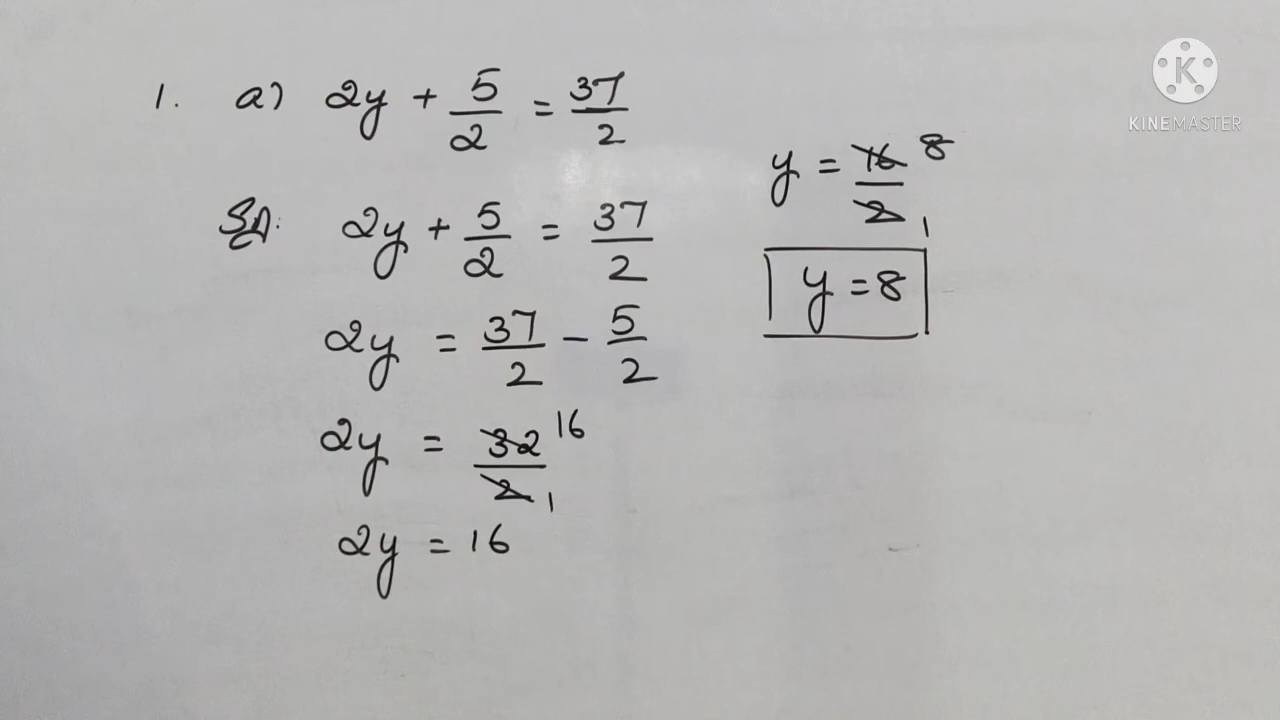 1. a) 2y + 5/2 = 37/2
Sol: 2y + 5/2 = 37/2
2y = 37/2 - 5/2
2y = 32/2 16 1
2y = 16
y = 16/2 8 1
y = 8
K
KINEMASTER